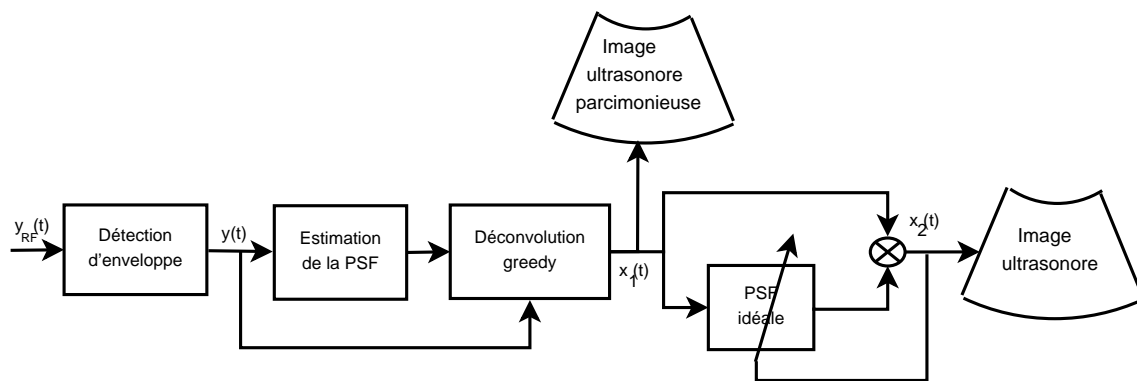 Image
ultrasonore
parcimonieuse
y_RF(t)
Détection
d'enveloppe
y(t)
Estimation
de la PSF
Déconvolution
greedy
x_1(t)
PSF
idéale
x_2(t)
Image
ultrasonore